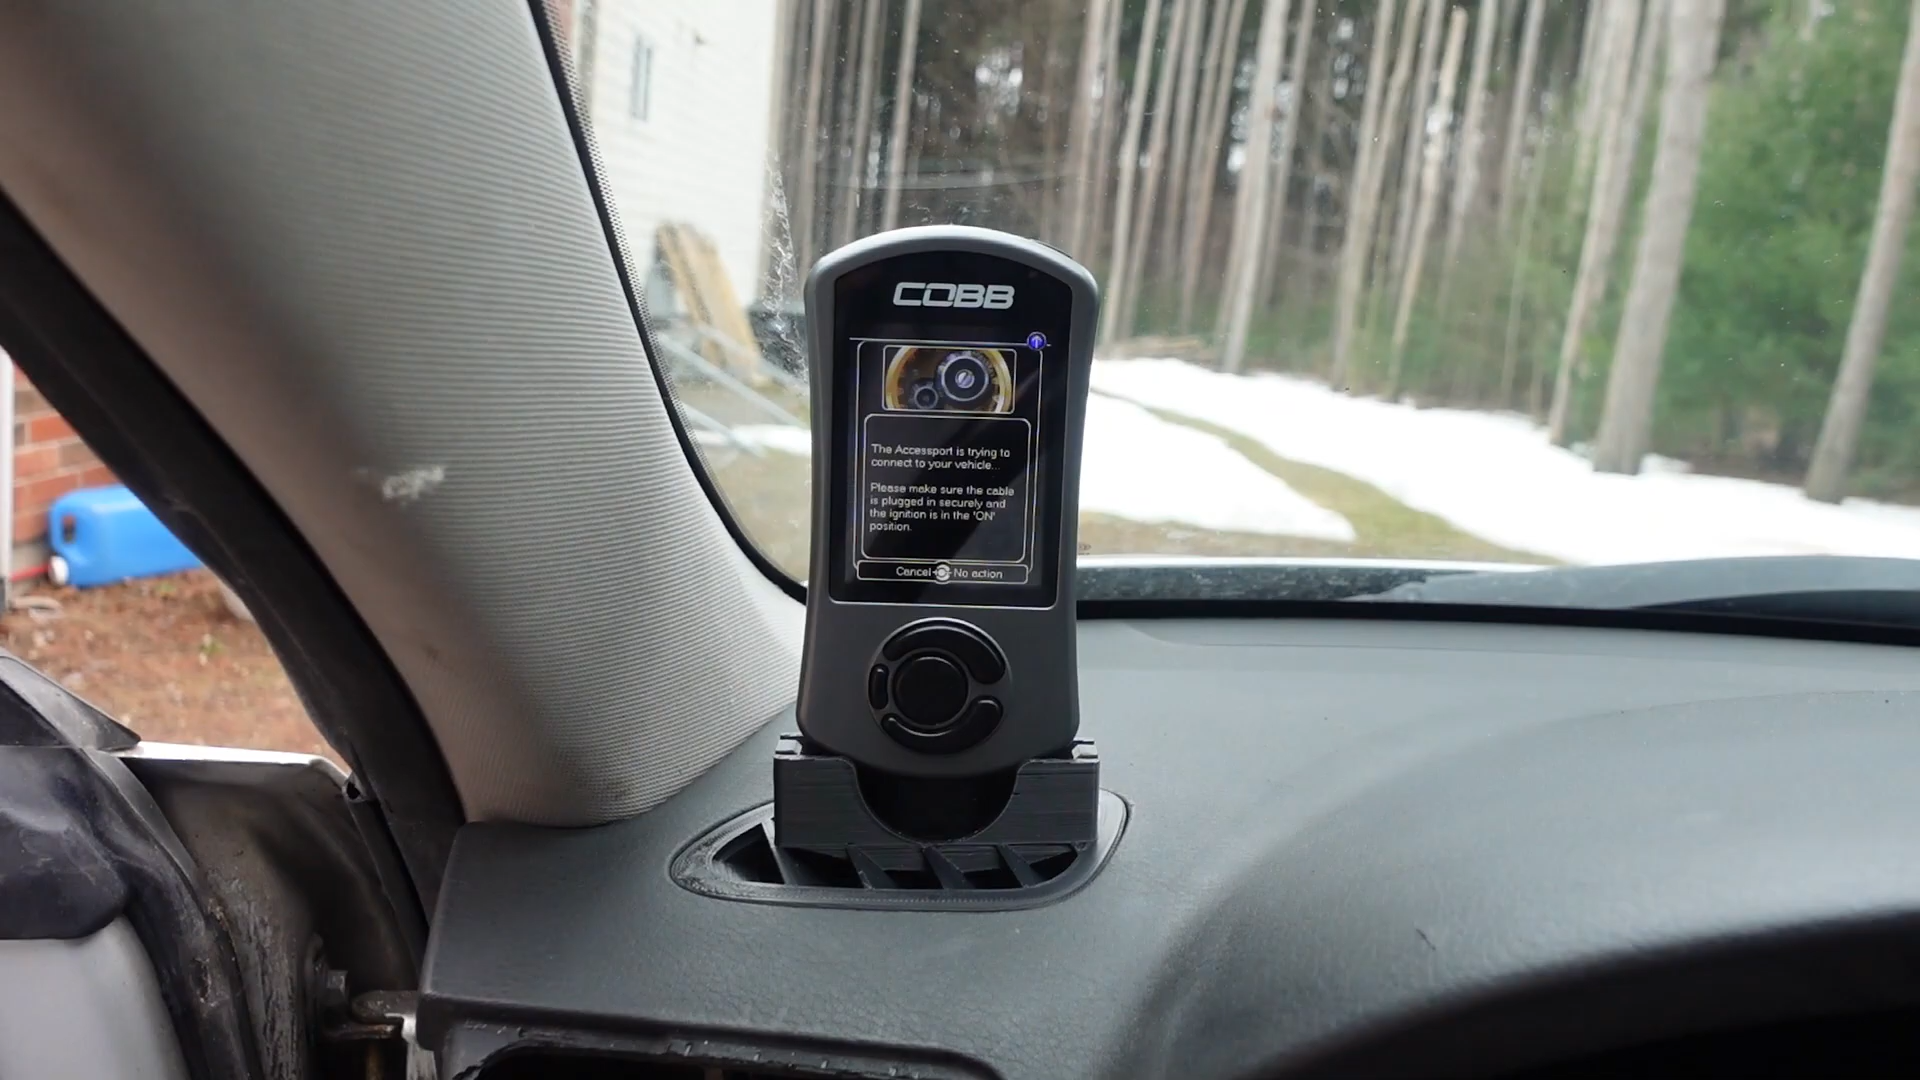 COBB
The Accessport is trying to
connect to your vehicle...
Please make sure the cable
is plugged in securely and
the ignition is in the 'ON'
position.
Cancel No action